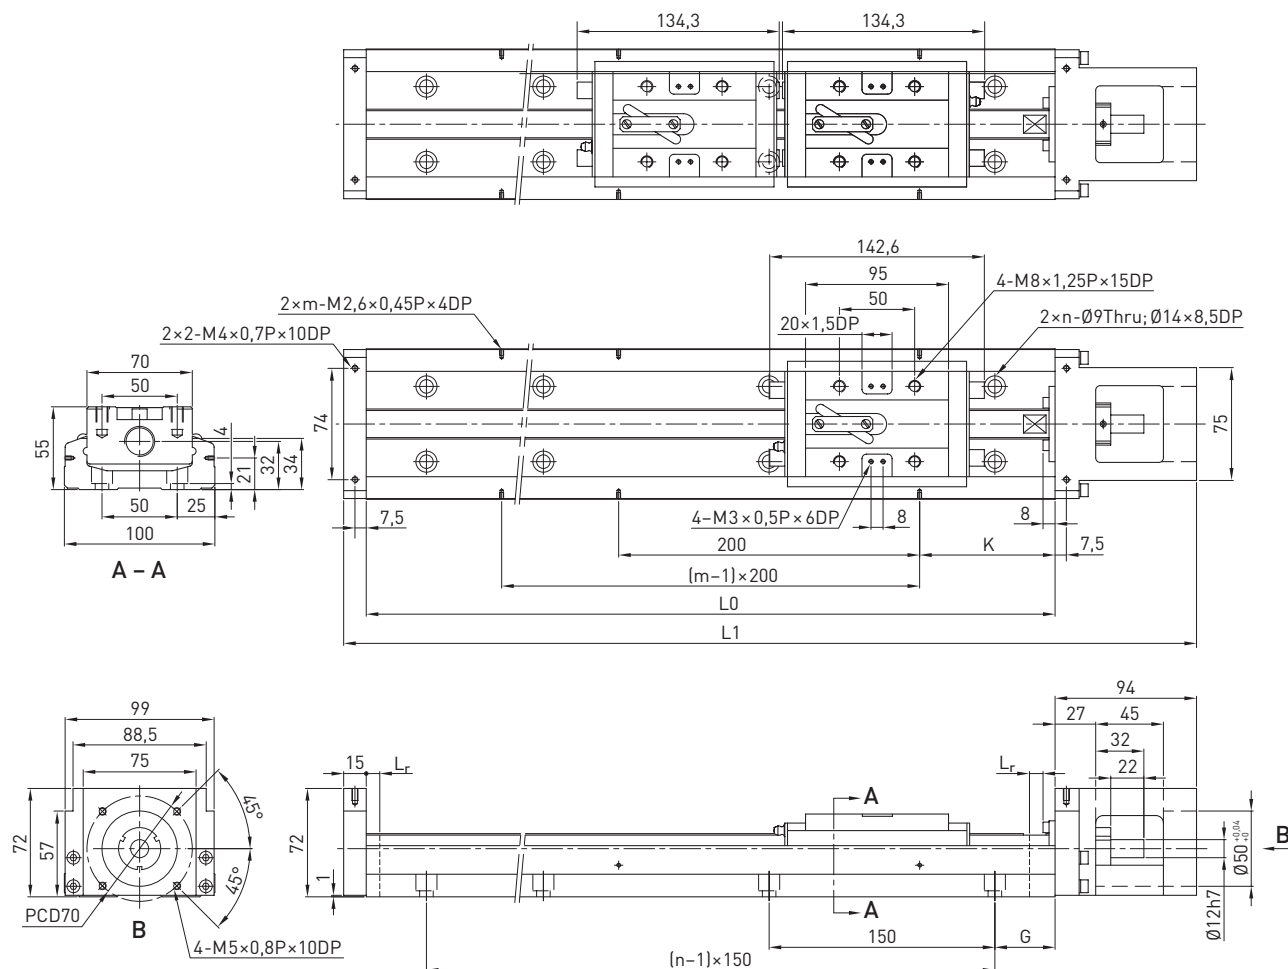 134,3
134,3
142,6
95
4-M8×1,25P×15DP
50
2×m-M2,6×0,45P×4DP
20×1,5DP
2×n-Ø9Thru; Ø14×8,5DP
2×2-M4×0,7P×10DP
70
50
55
4
21
32
34
50
25
100
A – A
74
75
4–M3×0,5P×6DP
8
8
7,5
200
K
7,5
(m–1)×200
L0
L1
99
88,5
75
45°
45°
72
57
PCD70
B
4-M5×0,8P×10DP
94
27
45
32
22
15
Lr
Lr
A
72
1
A
Ø50 +0,04 +0
Ø12h7
B
150
G
(n–1)×150